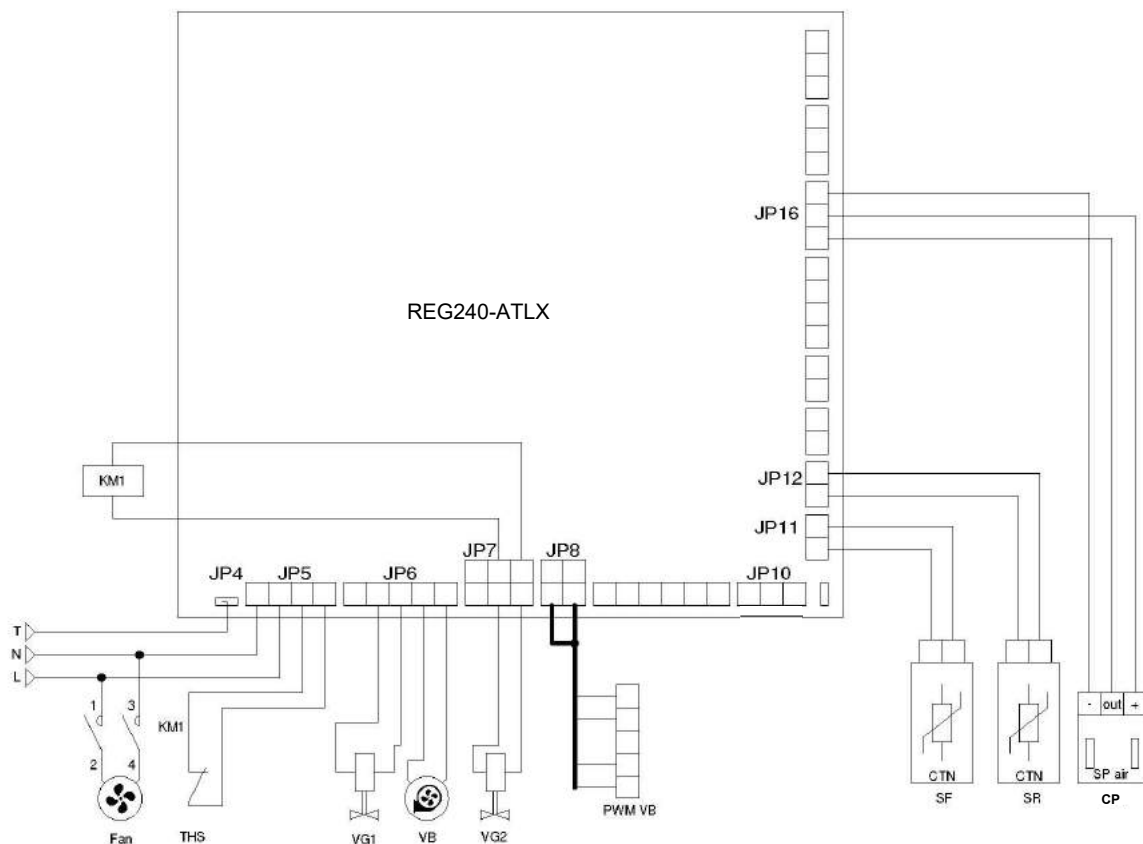 JP16
REG240-ATLX
KM1
JP12
JP11
JP7
JP8
JP4
JP5
JP6
JP10
T
N
L
1
3
KM1
2
4
- out +
CTN
CTN
SP air
PWM VB
SF
SR
CP
Fan
THS
VG1
VB
VG2